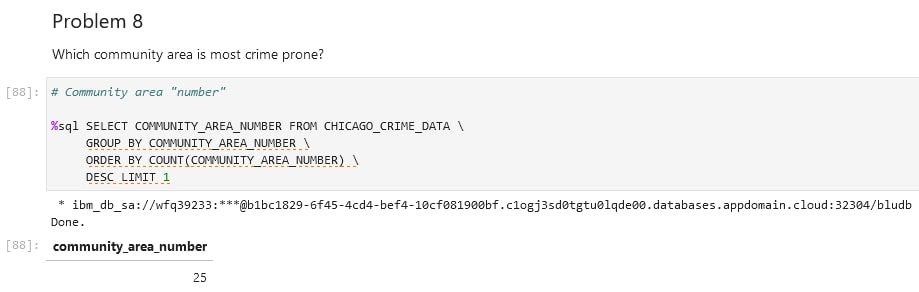 Problem 8
Which community area is most crime prone?
[88]: # Community area "number"
%sql SELECT COMMUNITY_AREA_NUMBER FROM CHICAGO_CRIME_DATA \
GROUP BY COMMUNITY_AREA_NUMBER \
ORDER BY COUNT(COMMUNITY_AREA_NUMBER) \
DESC LIMIT 1
* ibm_db_sa://wfq39233:***@b1bc1829-6f45-4cd4-bef4-10cf081900bf.c1ogj3sd0tgtu0lqde00.databases.appdomain.cloud:32304/bludb
Done.
[88]: community_area_number
25